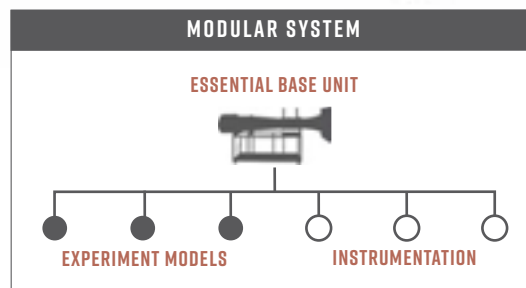 MODULAR SYSTEM
ESSENTIAL BASE UNIT
EXPERIMENT MODELS
INSTRUMENTATION